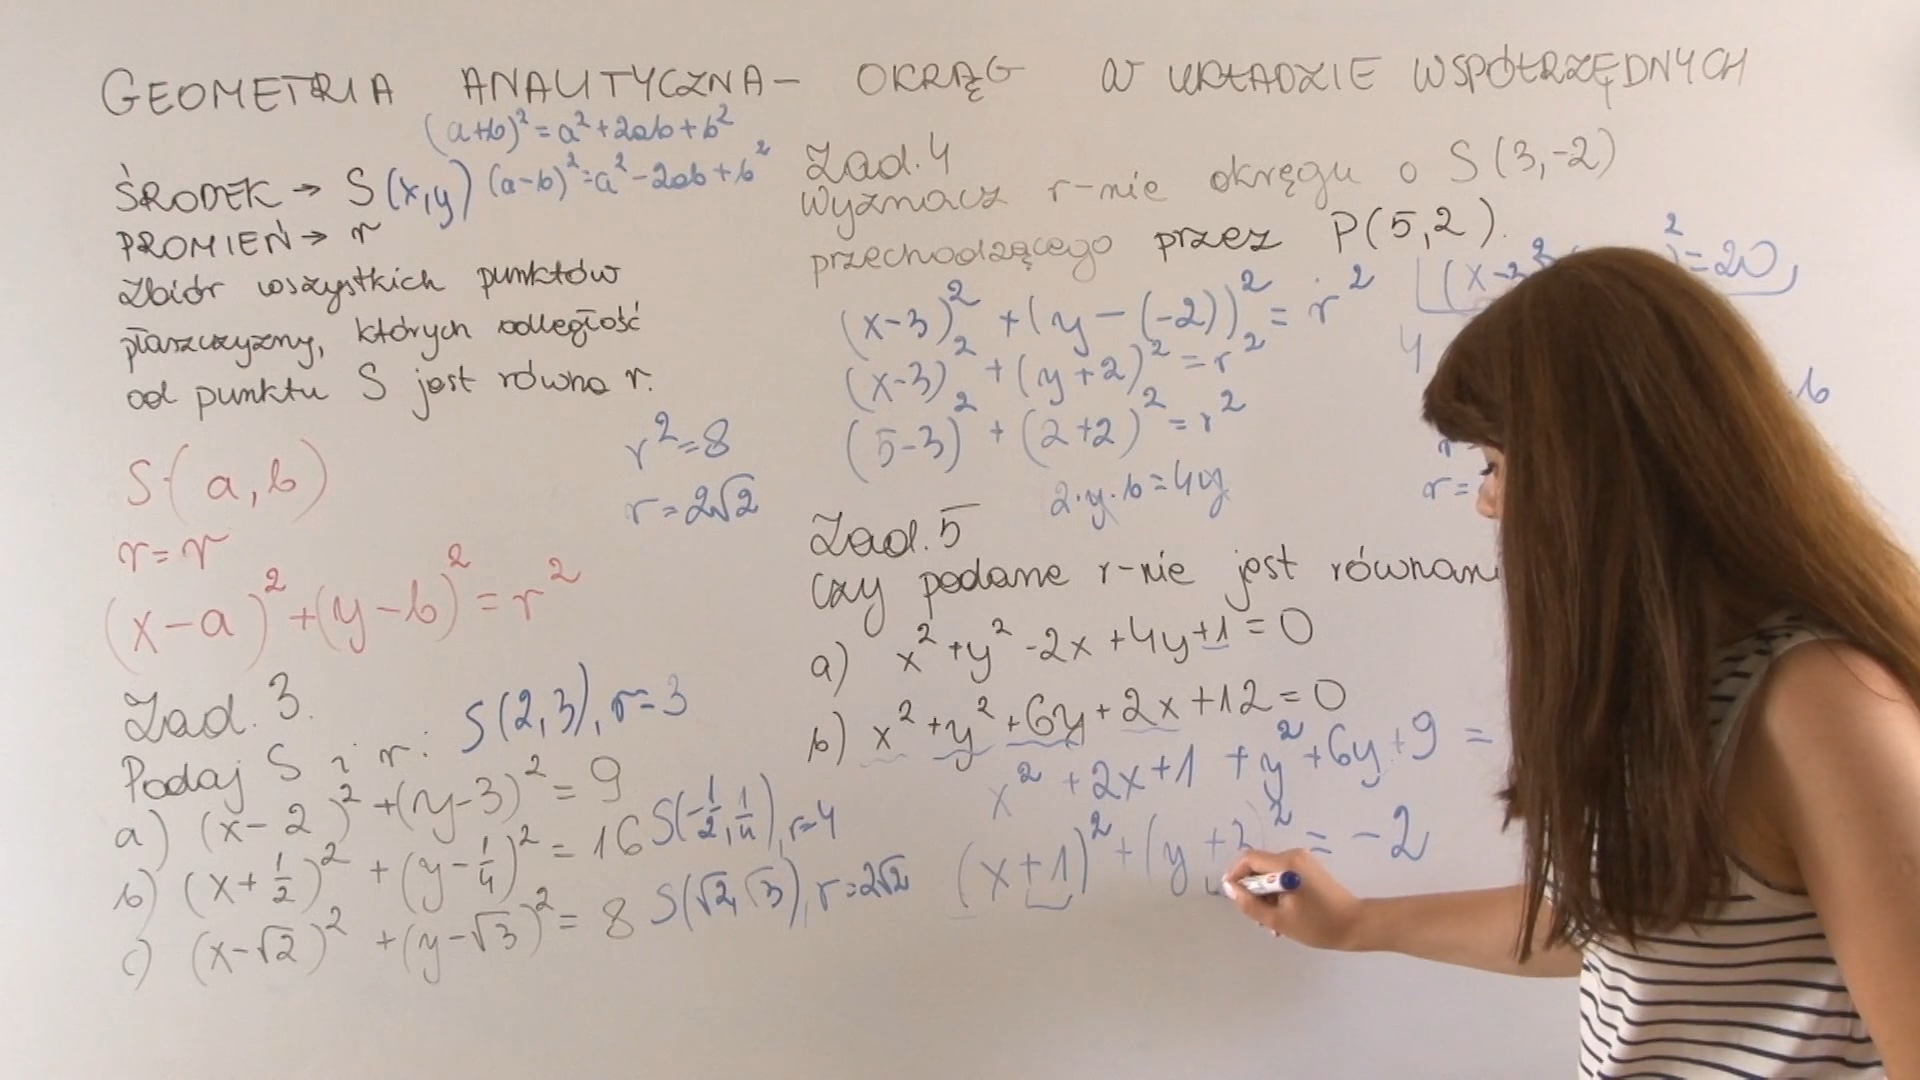 GEOMETRIA ANALITYCZNA - OKRĄG W UKŁADZIE WSPÓŁRZĘDNYCH
(a+b)² = a² + 2ab + b²
ŚRODEK → S(x,y) (a-b)² = a² - 2ab + b²
PROMIEŃ → r
Zbiór wszystkich punktów
płaszczyzny, których odległość
od punktu S jest równa r.
r² = 8
r = 2√2
S(a,b)
r = r
(x-a)² + (y-b)² = r²
Zad. 3.
Podaj S i r: S(2,3), r=3
a) (x-2)² + (y-3)² = 9
b) (x+½)² + (y-¼)² = 16 S(-½,¼), r=4
c) (x-√2)² + (y-√3)² = 8 S(√2,√3), r=2√2
Zad. 4
Wyznacz r-nie okręgu o S(3,-2)
przechodzącego przez P(5,2).
(x-3)² + (y-(-2))² = r²
(x-3)² + (y+2)² = r²
(5-3)² + (2+2)² = r²
² = 20
4
b
r =
2·y·b = 4y
Zad. 5
Czy podane r-nie jest
a) x² + y² - 2x + 4y + 1 = 0
b) x² + y² + 6y + 2x + 12 = 0
x² + 2x + 1 + y² + 6y + 9 =
(x+1)² + (y+3)² = -2